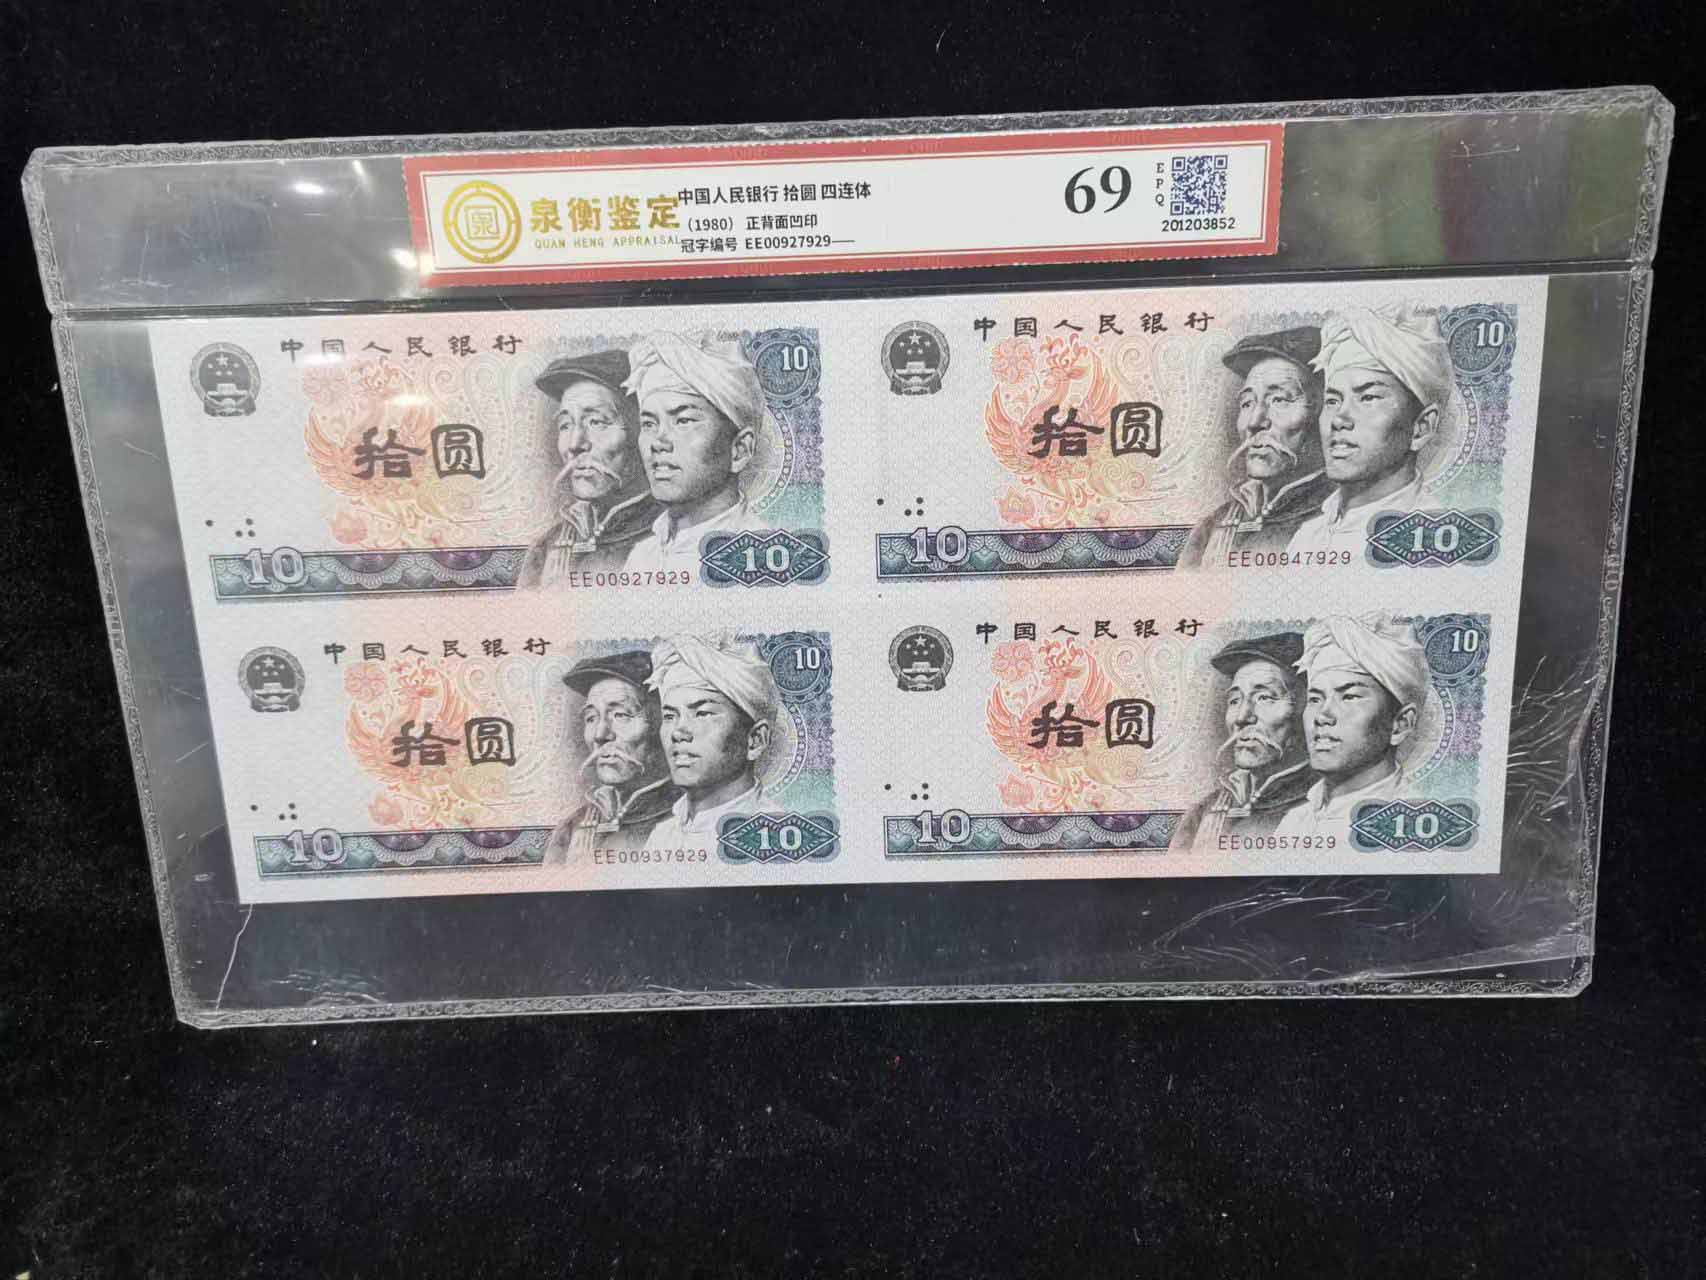 泉衡鉴定
QUAN HENG APPRAISAL
中国人民银行 拾圆 四连体
(1980) 正背面凹印
冠字编号 EE00927929——
69
EPQ
201203852
中国人民银行
10
拾圆
10
EE00927929
10
中国人民银行
10
拾圆
10
EE00947929
10
中国人民银行
10
拾圆
10
EE00937929
10
中国人民银行
10
拾圆
10
EE00957929
10